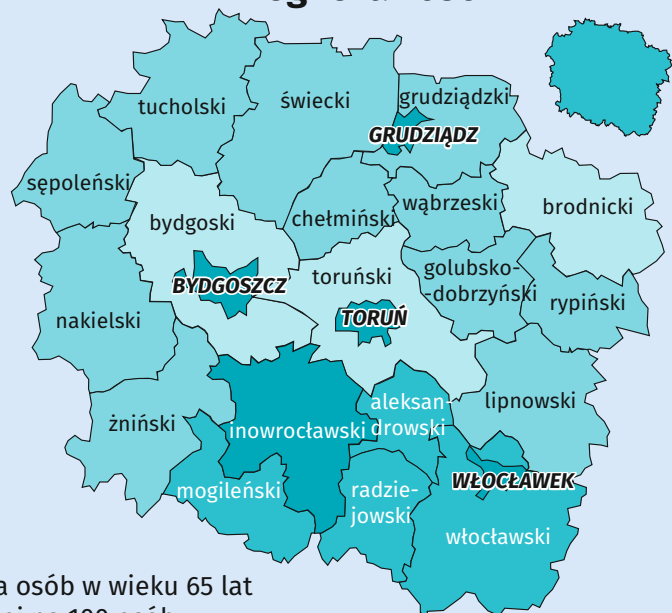 tucholski
świecki
grudziądzki
GRUDZIĄDZ
sępoleński
bydgoski
chełmiński
wąbrzeski
brodnicki
BYDGOSZCZ
toruński
golubsko-
-dobrzyński
rypiński
nakielski
TORUŃ
żniński
inowrocławski
aleksan-
drowski
lipnowski
mogileński
radzie-
jowski
WŁOCŁAWEK
włocławski
osób w wieku 65 lat